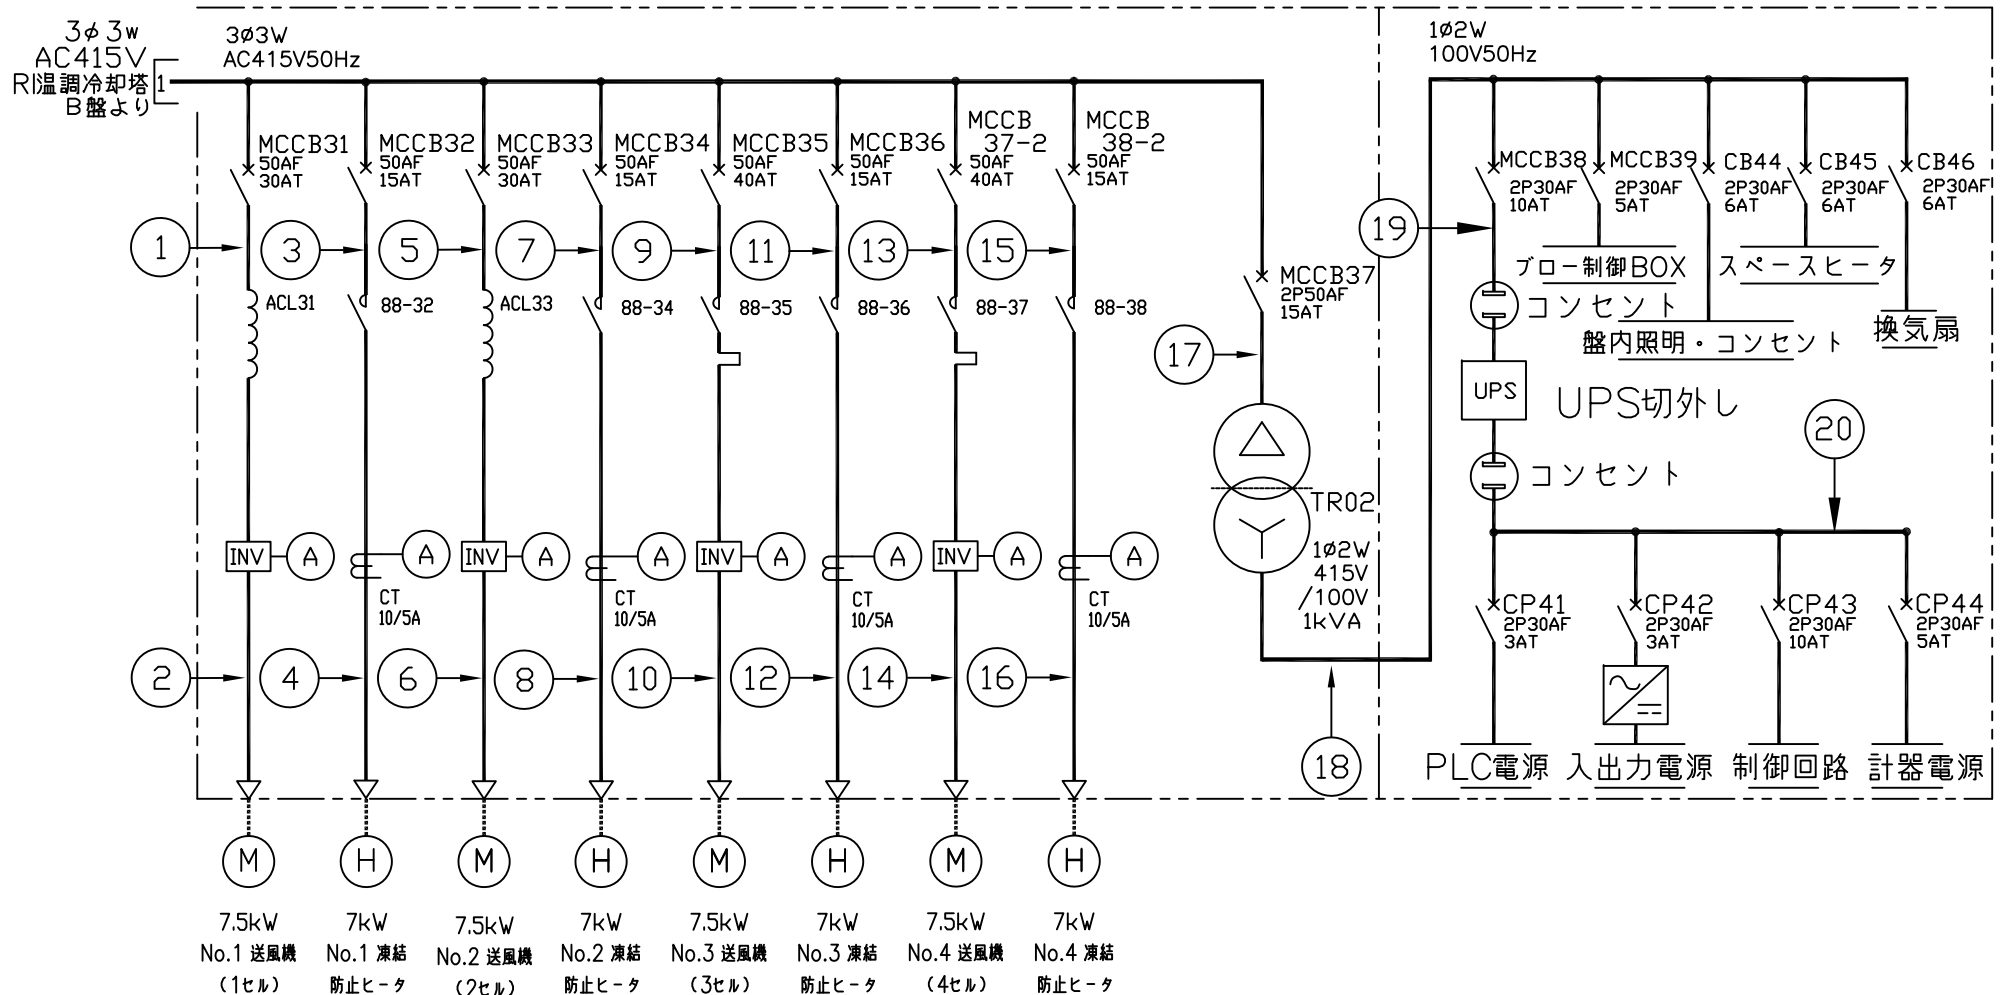 3φ3w
AC415V
RI温調冷却塔
B盤より
1
3φ3W
AC415V50Hz
1φ2W
100V50Hz
MCCB31
50AF
30AT
MCCB32
50AF
15AT
MCCB33
50AF
30AT
MCCB34
50AF
15AT
MCCB35
50AF
40AT
MCCB36
50AF
15AT
MCCB
37-2
50AF
40AT
MCCB
38-2
50AF
15AT
MCCB38
2P30AF
10AT
MCCB39
2P30AF
5AT
CB44
2P30AF
6AT
CB45
2P30AF
6AT
CB46
2P30AF
6AT
1
3
5
7
9
11
13
15
19
ブロー制御BOX
スペースヒータ
盤内照明・コンセント
換気扇
MCCB37
2P50AF
15AT
ACL31
88-32
ACL33
88-34
88-35
88-36
88-37
88-38
コンセント
17
UPS
UPS切外し
コンセント
20
TR02
1φ2W
415V
/100V
1kVA
INV
A
A
CT
10/5A
INV
A
A
CT
10/5A
INV
A
A
CT
10/5A
INV
A
A
CT
10/5A
CP41
2P30AF
3AT
CP42
2P30AF
3AT
CP43
2P30AF
10AT
CP44
2P30AF
5AT
2
4
6
8
10
12
14
16
18
PLC電源
入出力電源
制御回路
計器電源
M
H
M
H
M
H
M
H
7.5kW
No.1 送風機
(1セル)
7kW
No.1 凍結
防止ヒータ
7.5kW
No.2 送風機
(2セル)
7kW
No.2 凍結
防止ヒータ
7.5kW
No.3 送風機
(3セル)
7kW
No.3 凍結
防止ヒータ
7.5kW
No.4 送風機
(4セル)
7kW
No.4 凍結
防止ヒータ